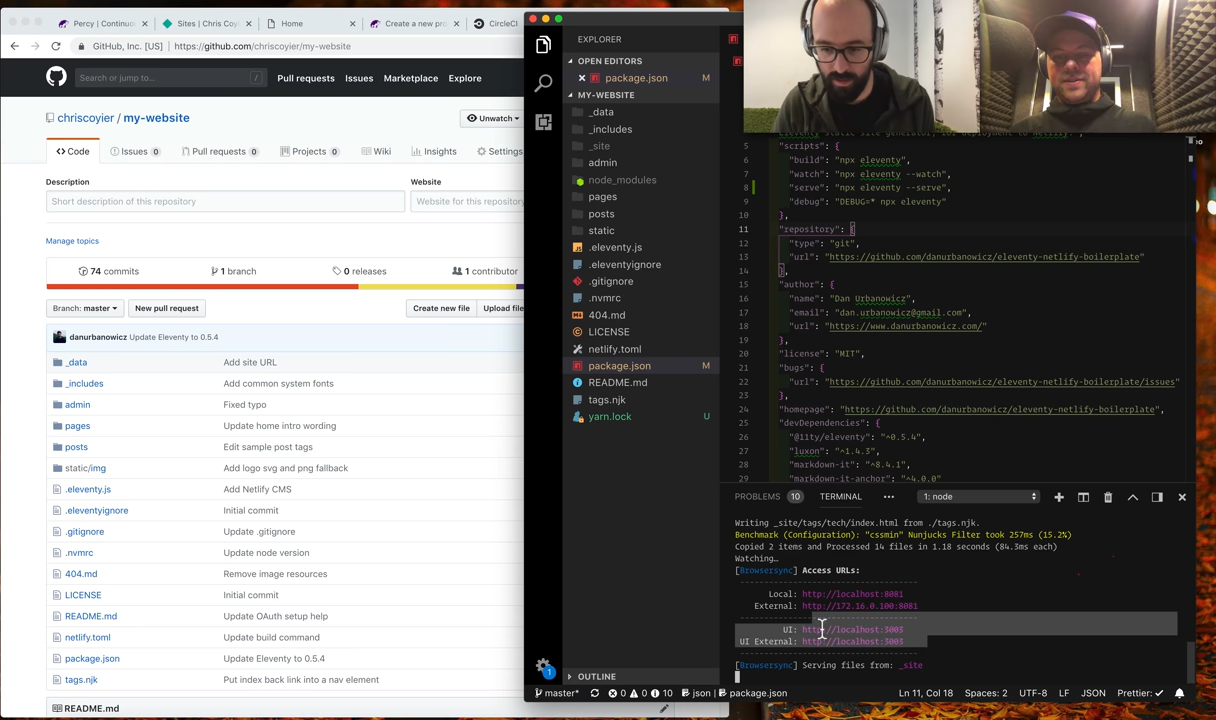 Percy | Continuou
Sites | Chris Coy
Home
Create a new pro
CircleCI
GitHub, Inc. [US]
https://github.com/chriscoyier/my-website
Search or jump to...
/
Pull requests
Issues
Marketplace
Explore
chriscoyier / my-website
Unwatch
Code
Issues 0
Pull requests 0
Projects 0
Wiki
Insights
Settings
Description
Website
Short description of this repository
Website for this repository
Manage topics
74 commits
1 branch
0 releases
1 contributor
Branch: master
New pull request
Create new file
Upload file
danurbanowicz Update Eleventy to 0.5.4
_data
Add site URL
_includes
Add common system fonts
admin
Fixed typo
pages
Update home intro wording
posts
Edit sample post tags
static/img
Add logo svg and png fallback
.eleventy.js
Add Netlify CMS
.eleventyignore
Initial commit
.gitignore
Update .gitignore
.nvmrc
Update node version
404.md
Remove image resources
LICENSE
Initial commit
README.md
Update OAuth setup help
netlify.toml
Update build command
package.json
Update Eleventy to 0.5.4
tags.njk
Put index back link into a nav element
README.md
EXPLORER
OPEN EDITORS
package.json M
MY-WEBSITE
_data
_includes
_site
admin
node_modules
pages
posts
static
.eleventy.js
.eleventyignore
.gitignore
.nvmrc
404.md
LICENSE
netlify.toml
package.json M
README.md
tags.njk
yarn.lock U
OUTLINE
5 "scripts": {
6 "build": "npx eleventy",
7 "watch": "npx eleventy --watch",
8 "serve": "npx eleventy --serve",
9 "debug": "DEBUG=* npx eleventy"
10 },
11 "repository": {
12 "type": "git",
13 "url": "https://github.com/danurbanowicz/eleventy-netlify-boilerplate"
14 },
15 "author": {
16 "name": "Dan Urbanowicz",
17 "email": "dan.urbanowicz@gmail.com",
18 "url": "https://www.danurbanowicz.com/"
19 },
20 "license": "MIT",
21 "bugs": {
22 "url": "https://github.com/danurbanowicz/eleventy-netlify-boilerplate/issues"
23 },
24 "homepage": "https://github.com/danurbanowicz/eleventy-netlify-boilerplate",
25 "devDependencies": {
26 "@11ty/eleventy": "^0.5.4",
27 "luxon": "^1.4.3",
28 "markdown-it": "^8.4.1",
29 "markdown-it-anchor": "^4.0.0"
PROBLEMS 10
TERMINAL
1: node
Writing _site/tags/tech/index.html from ./tags.njk.
Benchmark (Configuration): "cssmin" Nunjucks Filter took 257ms (15.2%)
Copied 2 items and Processed 14 files in 1.18 seconds (84.3ms each)
Watching…
[Browsersync] Access URLs:
Local: http://localhost:8081
External: http://172.16.0.100:8081
UI: http://localhost:3003
UI External: http://localhost:3003
[Browsersync] Serving files from: _site
1
master*
0 0 10
json | package.json
Ln 11, Col 18
Spaces: 2
UTF-8
LF
JSON
Prettier: ✓